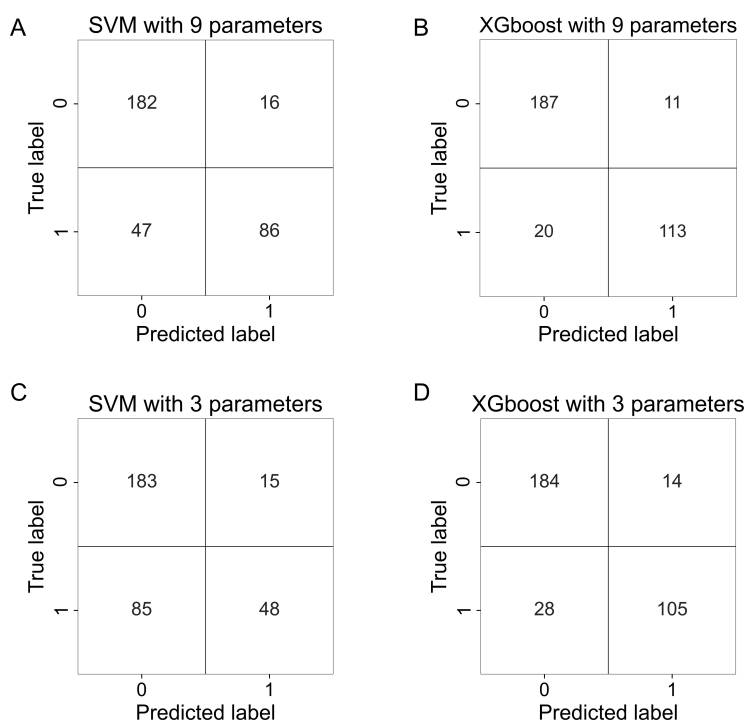 A
SVM with 9 parameters
True label
0
182
16
1
47
86
0
1
Predicted label
B
XGboost with 9 parameters
True label
0
187
11
1
20
113
0
1
Predicted label
C
SVM with 3 parameters
True label
0
183
15
1
85
48
0
1
Predicted label
D
XGboost with 3 parameters
True label
0
184
14
1
28
105
0
1
Predicted label